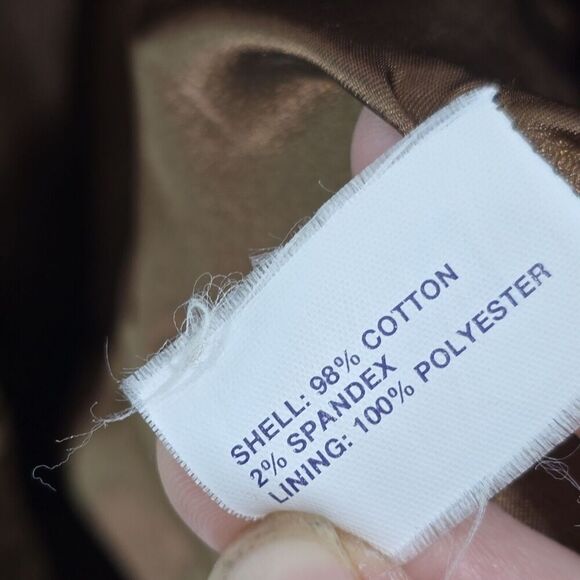 SHELL: 98% COTTON
2% SPANDEX
LINING: 100% POLYESTER